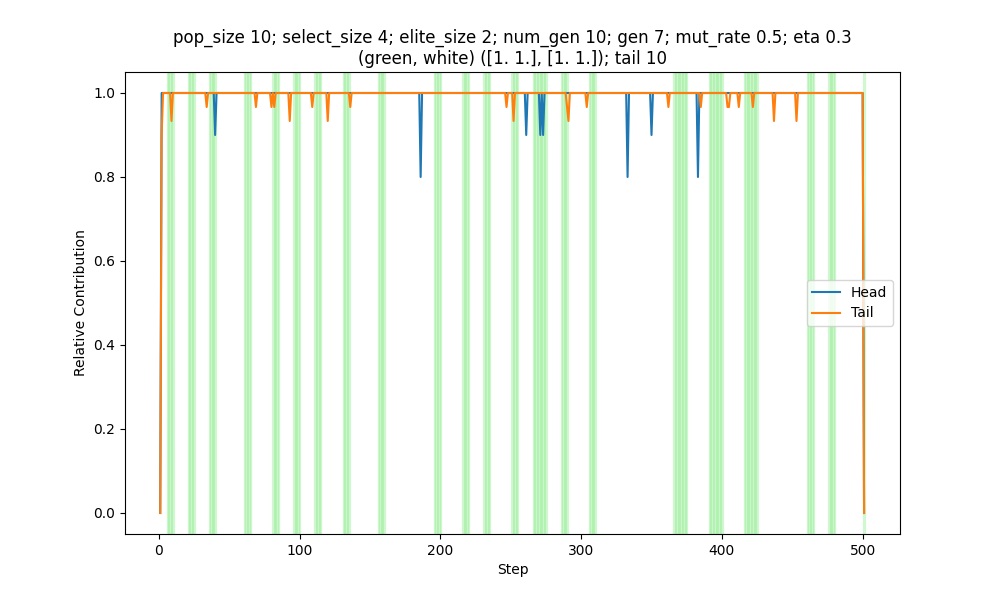 pop_size 10; select_size 4; elite_size 2; num_gen 10; gen 7; mut_rate 0.5; eta 0.3
(green, white) ([1. 1.], [1. 1.]); tail 10
1.0
0.8
0.6
0.4
0.2
0.0
Relative Contribution
Head
Tail
0
100
200
300
400
500
Step